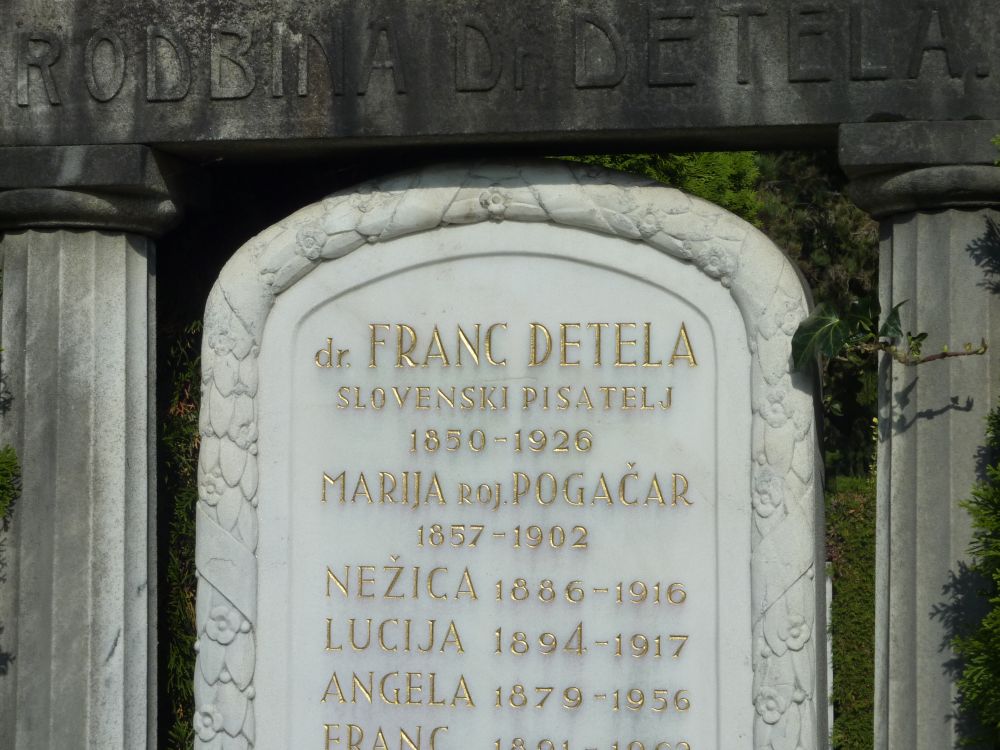 RODBINA Dr. DETELA.
dr. FRANC DETELA
SLOVENSKI PISATELJ
1850-1926
MARIJA ROJ. POGAČAR
1857-1902
NEŽICA 1886-1916
LUCIJA 1894-1917
ANGELA 1879-1956
FRANC